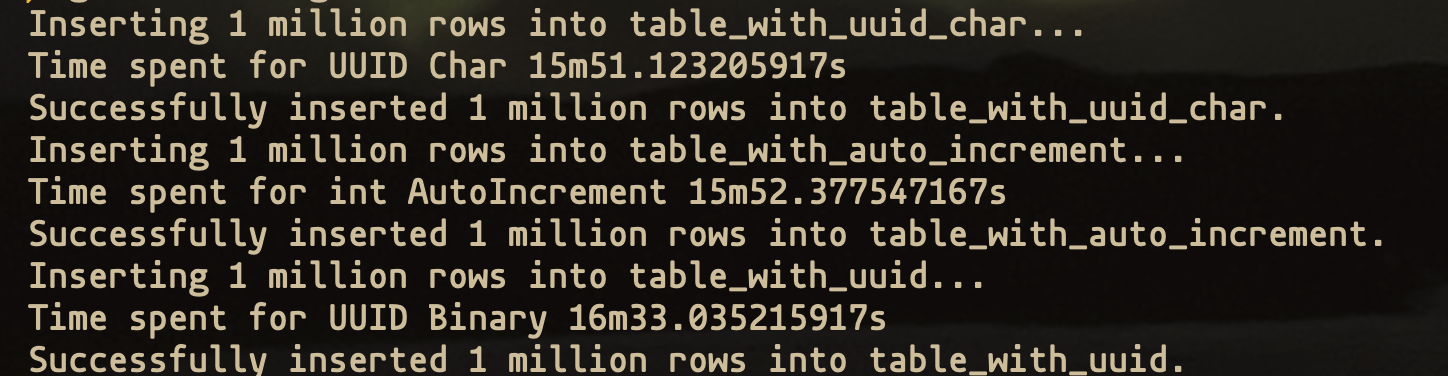 Inserting 1 million rows into table_with_uuid_char...
Time spent for UUID Char 15m51.123205917s
Successfully inserted 1 million rows into table_with_uuid_char.
Inserting 1 million rows into table_with_auto_increment...
Time spent for int AutoIncrement 15m52.377547167s
Successfully inserted 1 million rows into table_with_auto_increment.
Inserting 1 million rows into table_with_uuid...
Time spent for UUID Binary 16m33.035215917s
Successfully inserted 1 million rows into table_with_uuid.